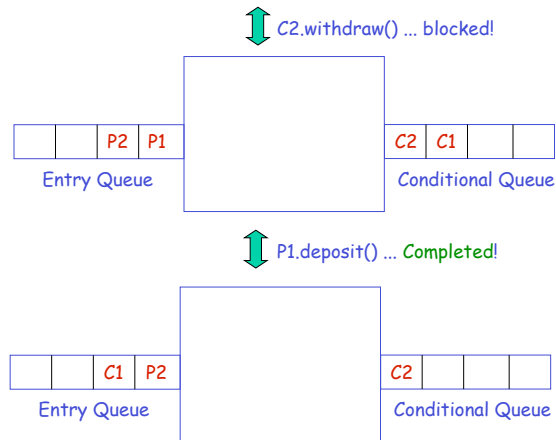 C2.withdraw() ... blocked!
P2 P1 C2 C1
Entry Queue Conditional Queue
P1.deposit() ... Completed!
C1 P2 C2
Entry Queue Conditional Queue